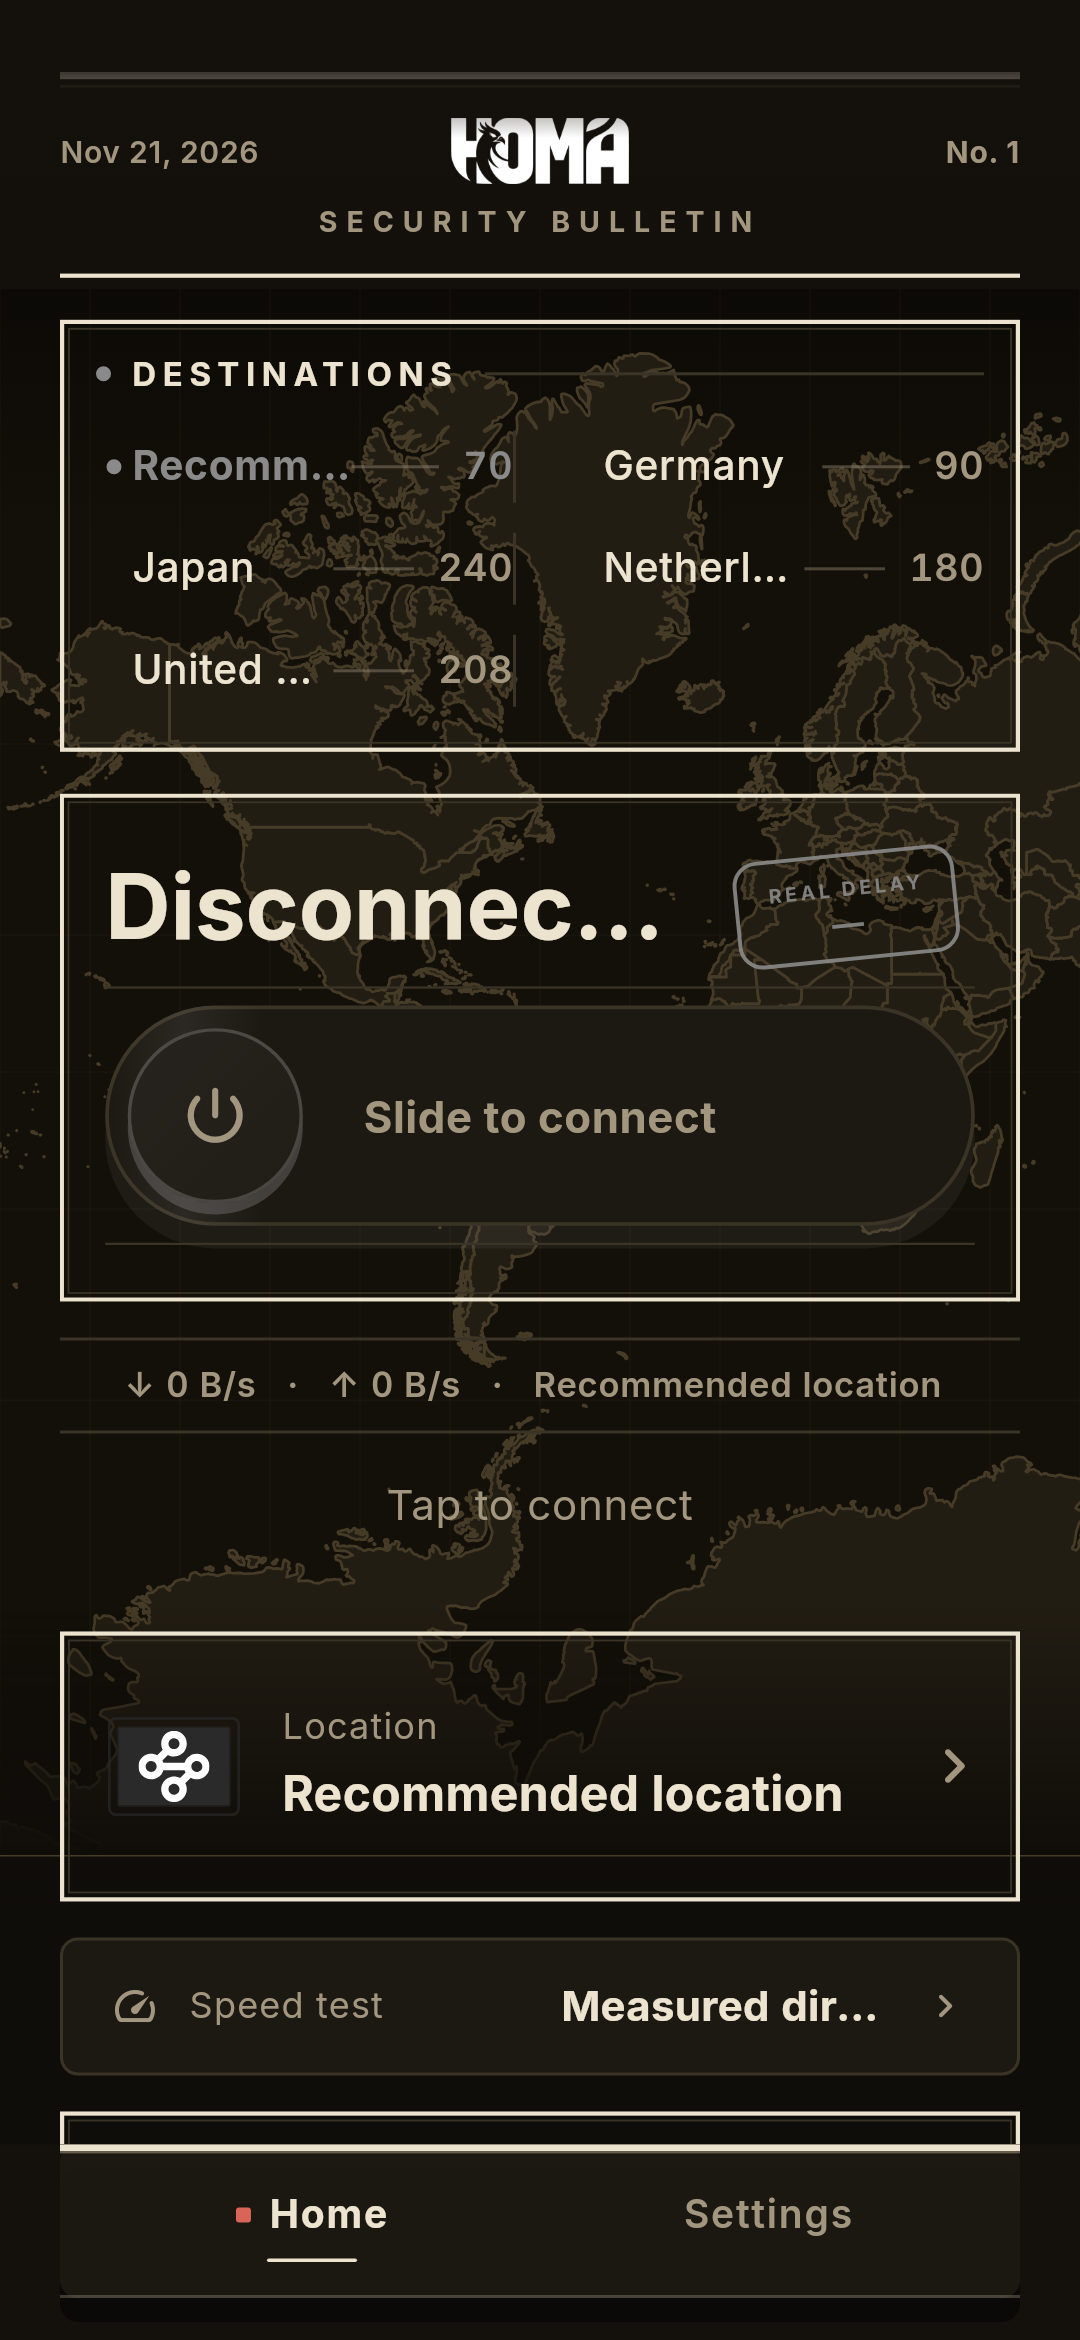 Nov 21, 2026
HOMA
No. 1
SECURITY BULLETIN
DESTINATIONS
Recomm... 70
Germany 90
Japan 240
Netherl... 180
United ... 208
Disconnec...
REAL DELAY
—
Slide to connect
↓ 0 B/s · ↑ 0 B/s · Recommended location
Tap to connect
Location
Recommended location
Speed test
Measured dir...
Home
Settings